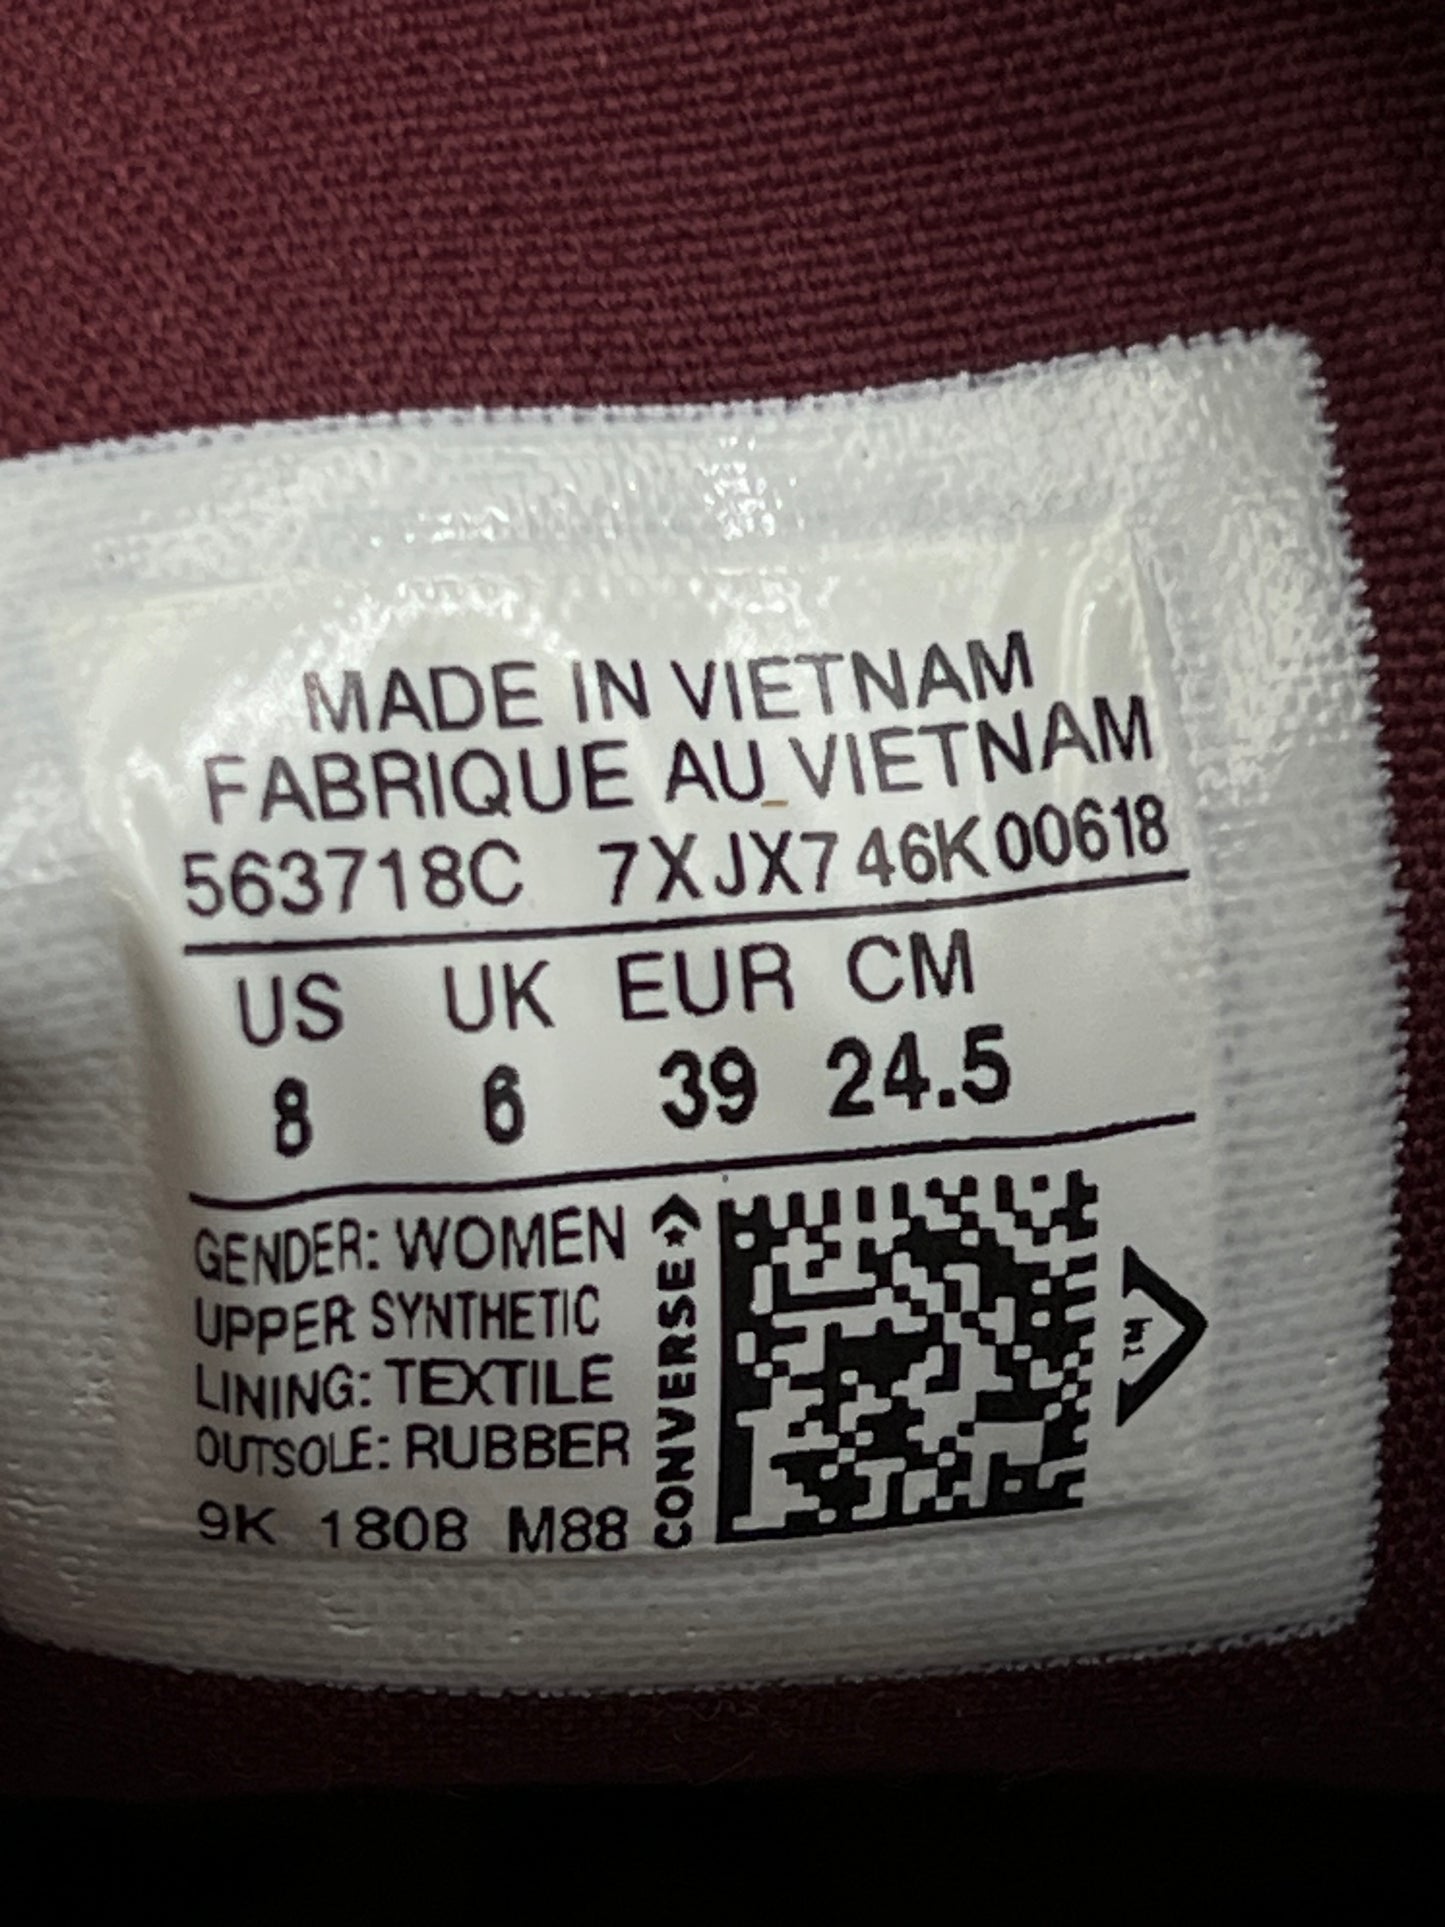 MADE IN VIETNAM
FABRIQUE AU VIETNAM
563718C 7XJX746K00618
US UK EUR CM
8 6 39 24.5
GENDER: WOMEN
UPPER: SYNTHETIC
LINING: TEXTILE
OUTSOLE: RUBBER
9K 1808 M88
CONVERSE
TM